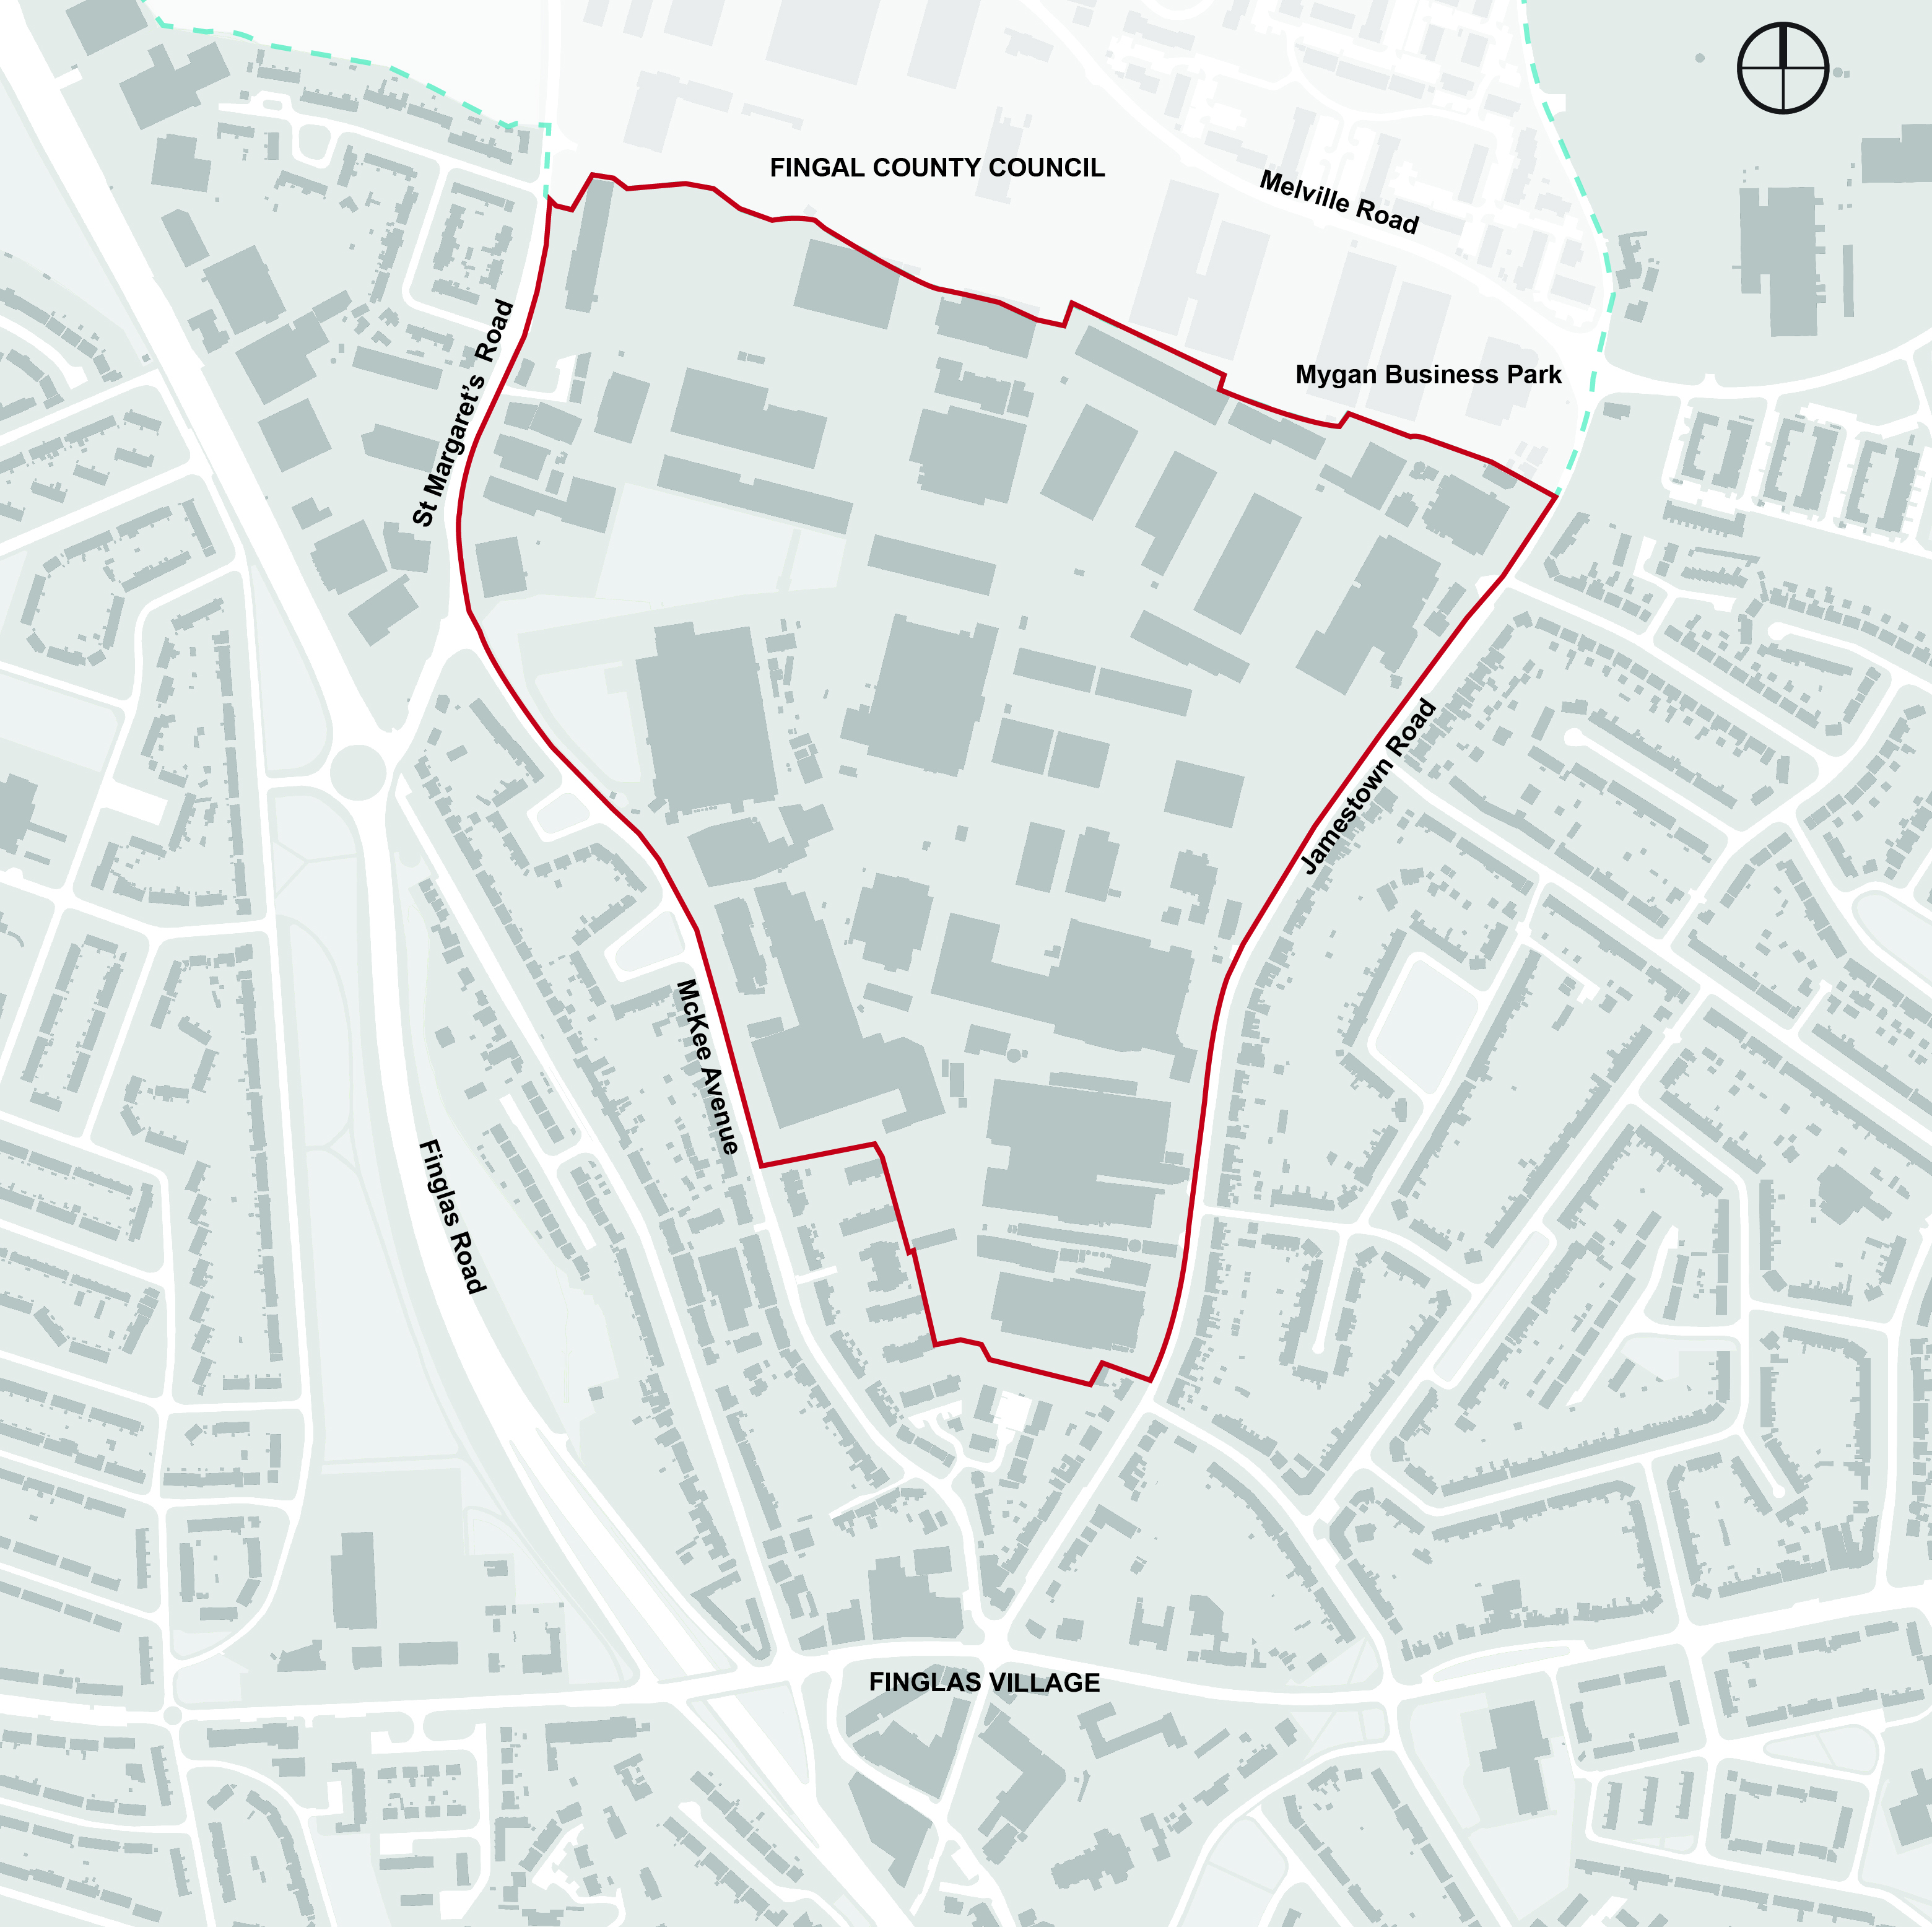 FINGAL COUNTY COUNCIL
Melville Road
Mygan Business Park
St Margaret's Road
Jamestown Road
McKee Avenue
Finglas Road
FINGLAS VILLAGE